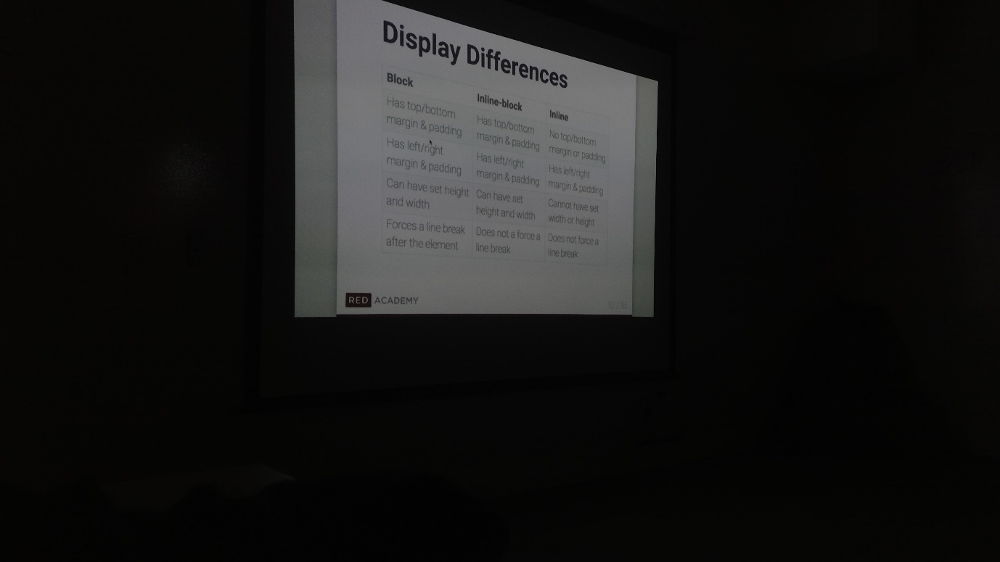 Display Differences
Block
Inline-block
Inline
Has top/bottom
margin & padding
Has top/bottom
margin & padding
No top/bottom
margin or padding
Has left/right
margin & padding
Has left/right
margin & padding
Has left/right
margin & padding
Can have set height
and width
Can have set
height and width
Cannot have set
width or height
Forces a line break
after the element
Does not a force a
line break
Does not force a
line break
RED ACADEMY